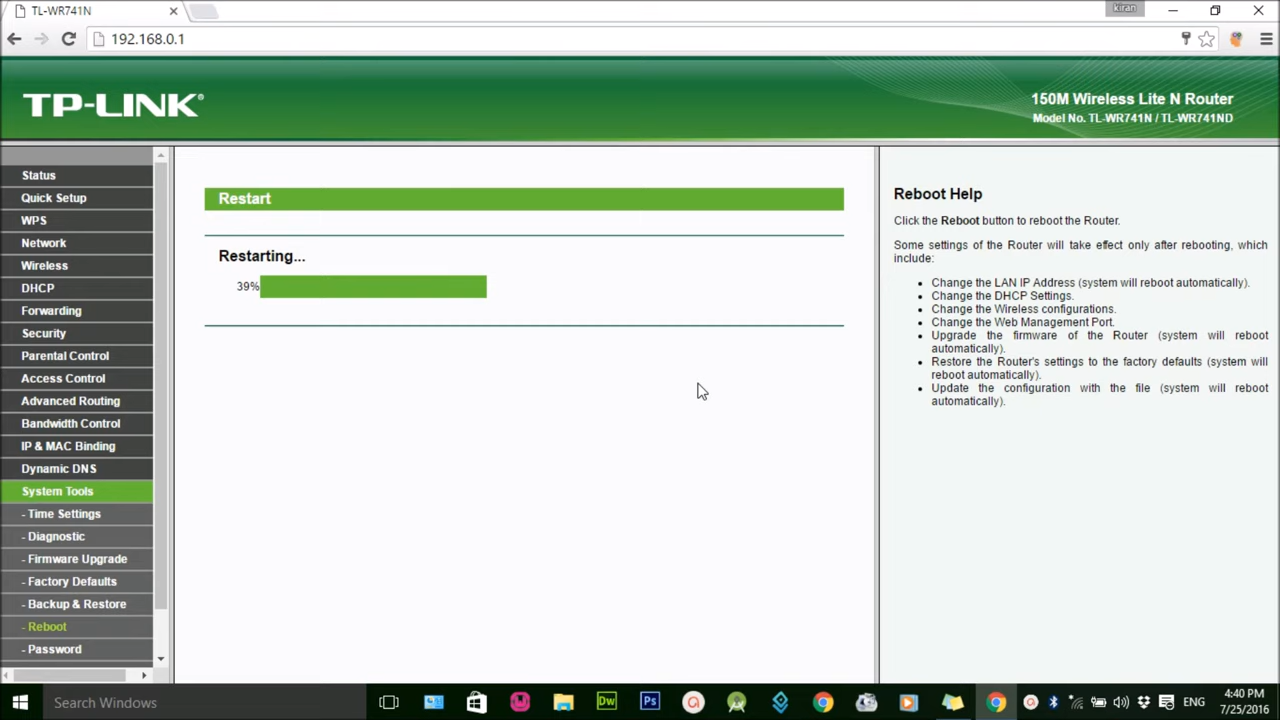 TL-WR741N
kiran
192.168.0.1
TP-LINK®
150M Wireless Lite N Router
Model No. TL-WR741N / TL-WR741ND
Status
Quick Setup
WPS
Network
Wireless
DHCP
Forwarding
Security
Parental Control
Access Control
Advanced Routing
Bandwidth Control
IP & MAC Binding
Dynamic DNS
System Tools
- Time Settings
- Diagnostic
- Firmware Upgrade
- Factory Defaults
- Backup & Restore
- Reboot
- Password
Restart
Restarting...
39%
Reboot Help
Click the Reboot button to reboot the Router.
Some settings of the Router will take effect only after rebooting, which
include:
• Change the LAN IP Address (system will reboot automatically).
• Change the DHCP Settings.
• Change the Wireless configurations.
• Change the Web Management Port.
• Upgrade the firmware of the Router (system will reboot
automatically).
• Restore the Router's settings to the factory defaults (system will
reboot automatically).
• Update the configuration with the file (system will reboot
automatically).
Search Windows
Dw
Ps
ENG
4:40 PM
7/25/2016